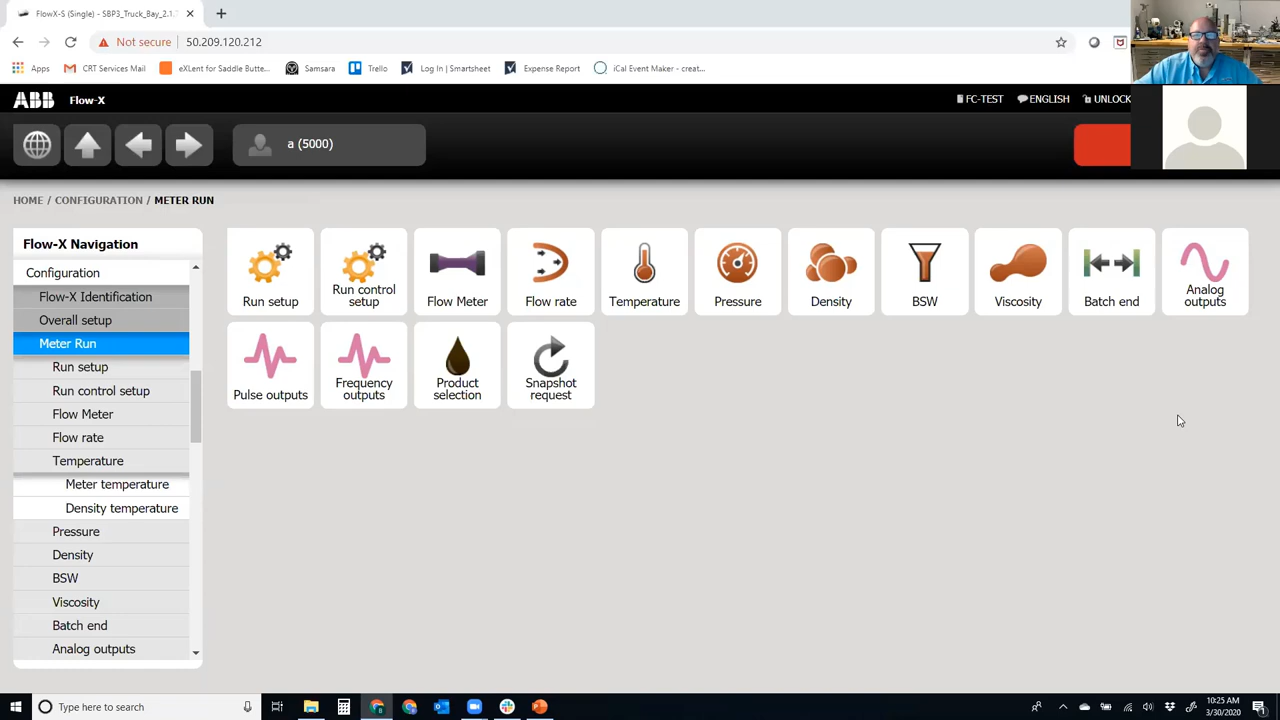 FlowX-S (Single) - SBP3_Truck_Bay_2.1.
Not secure
50.209.120.212
Apps
CRT Services Mail
eXLent for Saddle Butte...
Samsara
Trello
Log In | Smartsheet
Expense Report
iCal Event Maker - creat...
ABB
Flow-X
FC-TEST
ENGLISH
UNLOCK
a (5000)
HOME / CONFIGURATION / METER RUN
Flow-X Navigation
Configuration
Flow-X Identification
Overall setup
Meter Run
Run setup
Run control setup
Flow Meter
Flow rate
Temperature
Meter temperature
Density temperature
Pressure
Density
BSW
Viscosity
Batch end
Analog outputs
Run setup
Run control
setup
Flow Meter
Flow rate
Temperature
Pressure
Density
BSW
Viscosity
Batch end
Analog
outputs
Pulse outputs
Frequency
outputs
Product
selection
Snapshot
request
Type here to search
10:25 AM
3/30/2020